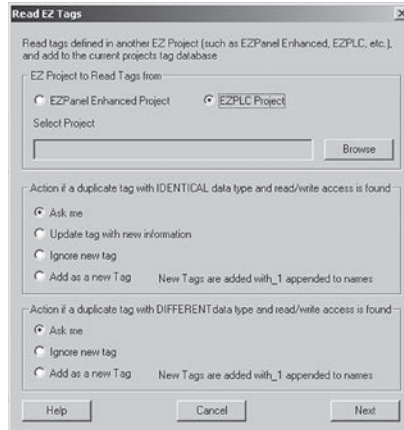 Read EZ Tags
Read tags defined in another EZ Project (such as EZPanel Enhanced, EZPLC, etc.),
and add to the current projects tag database
EZ Project to Read Tags from
EZPanel Enhanced Project EZPLC Project
Select Project
Browse
Action if a duplicate tag with IDENTICAL data type and read/write access is found
Ask me
Update tag with new information
Ignore new tag
Add as a new Tag New Tags are added with_1 appended to names
Action if a duplicate tag with DIFFERENT data type and read/write access is found
Ask me
Ignore new tag
Add as a new Tag New Tags are added with_1 appended to names
Help Cancel Next